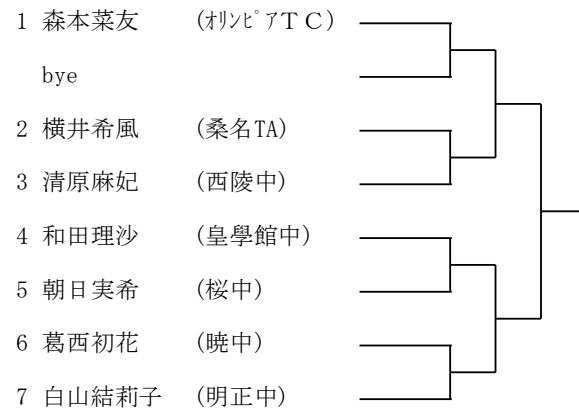 1 森本菜友 (ｵﾘﾝﾋﾟｱＴＣ)
bye
2 横井希風 (桑名TA)
3 清原麻妃 (西陵中)
4 和田理沙 (皇學館中)
5 朝日実希 (桜中)
6 葛西初花 (暁中)
7 白山結莉子 (明正中)